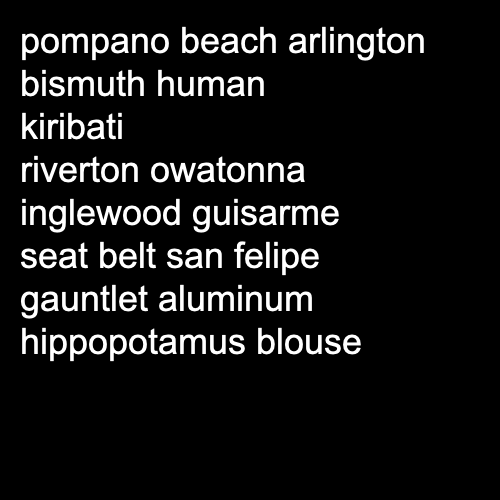 pompano beach arlington
bismuth human
kiribati
riverton owatonna
inglewood guisarme
seat belt san felipe
gauntlet aluminum
hippopotamus blouse